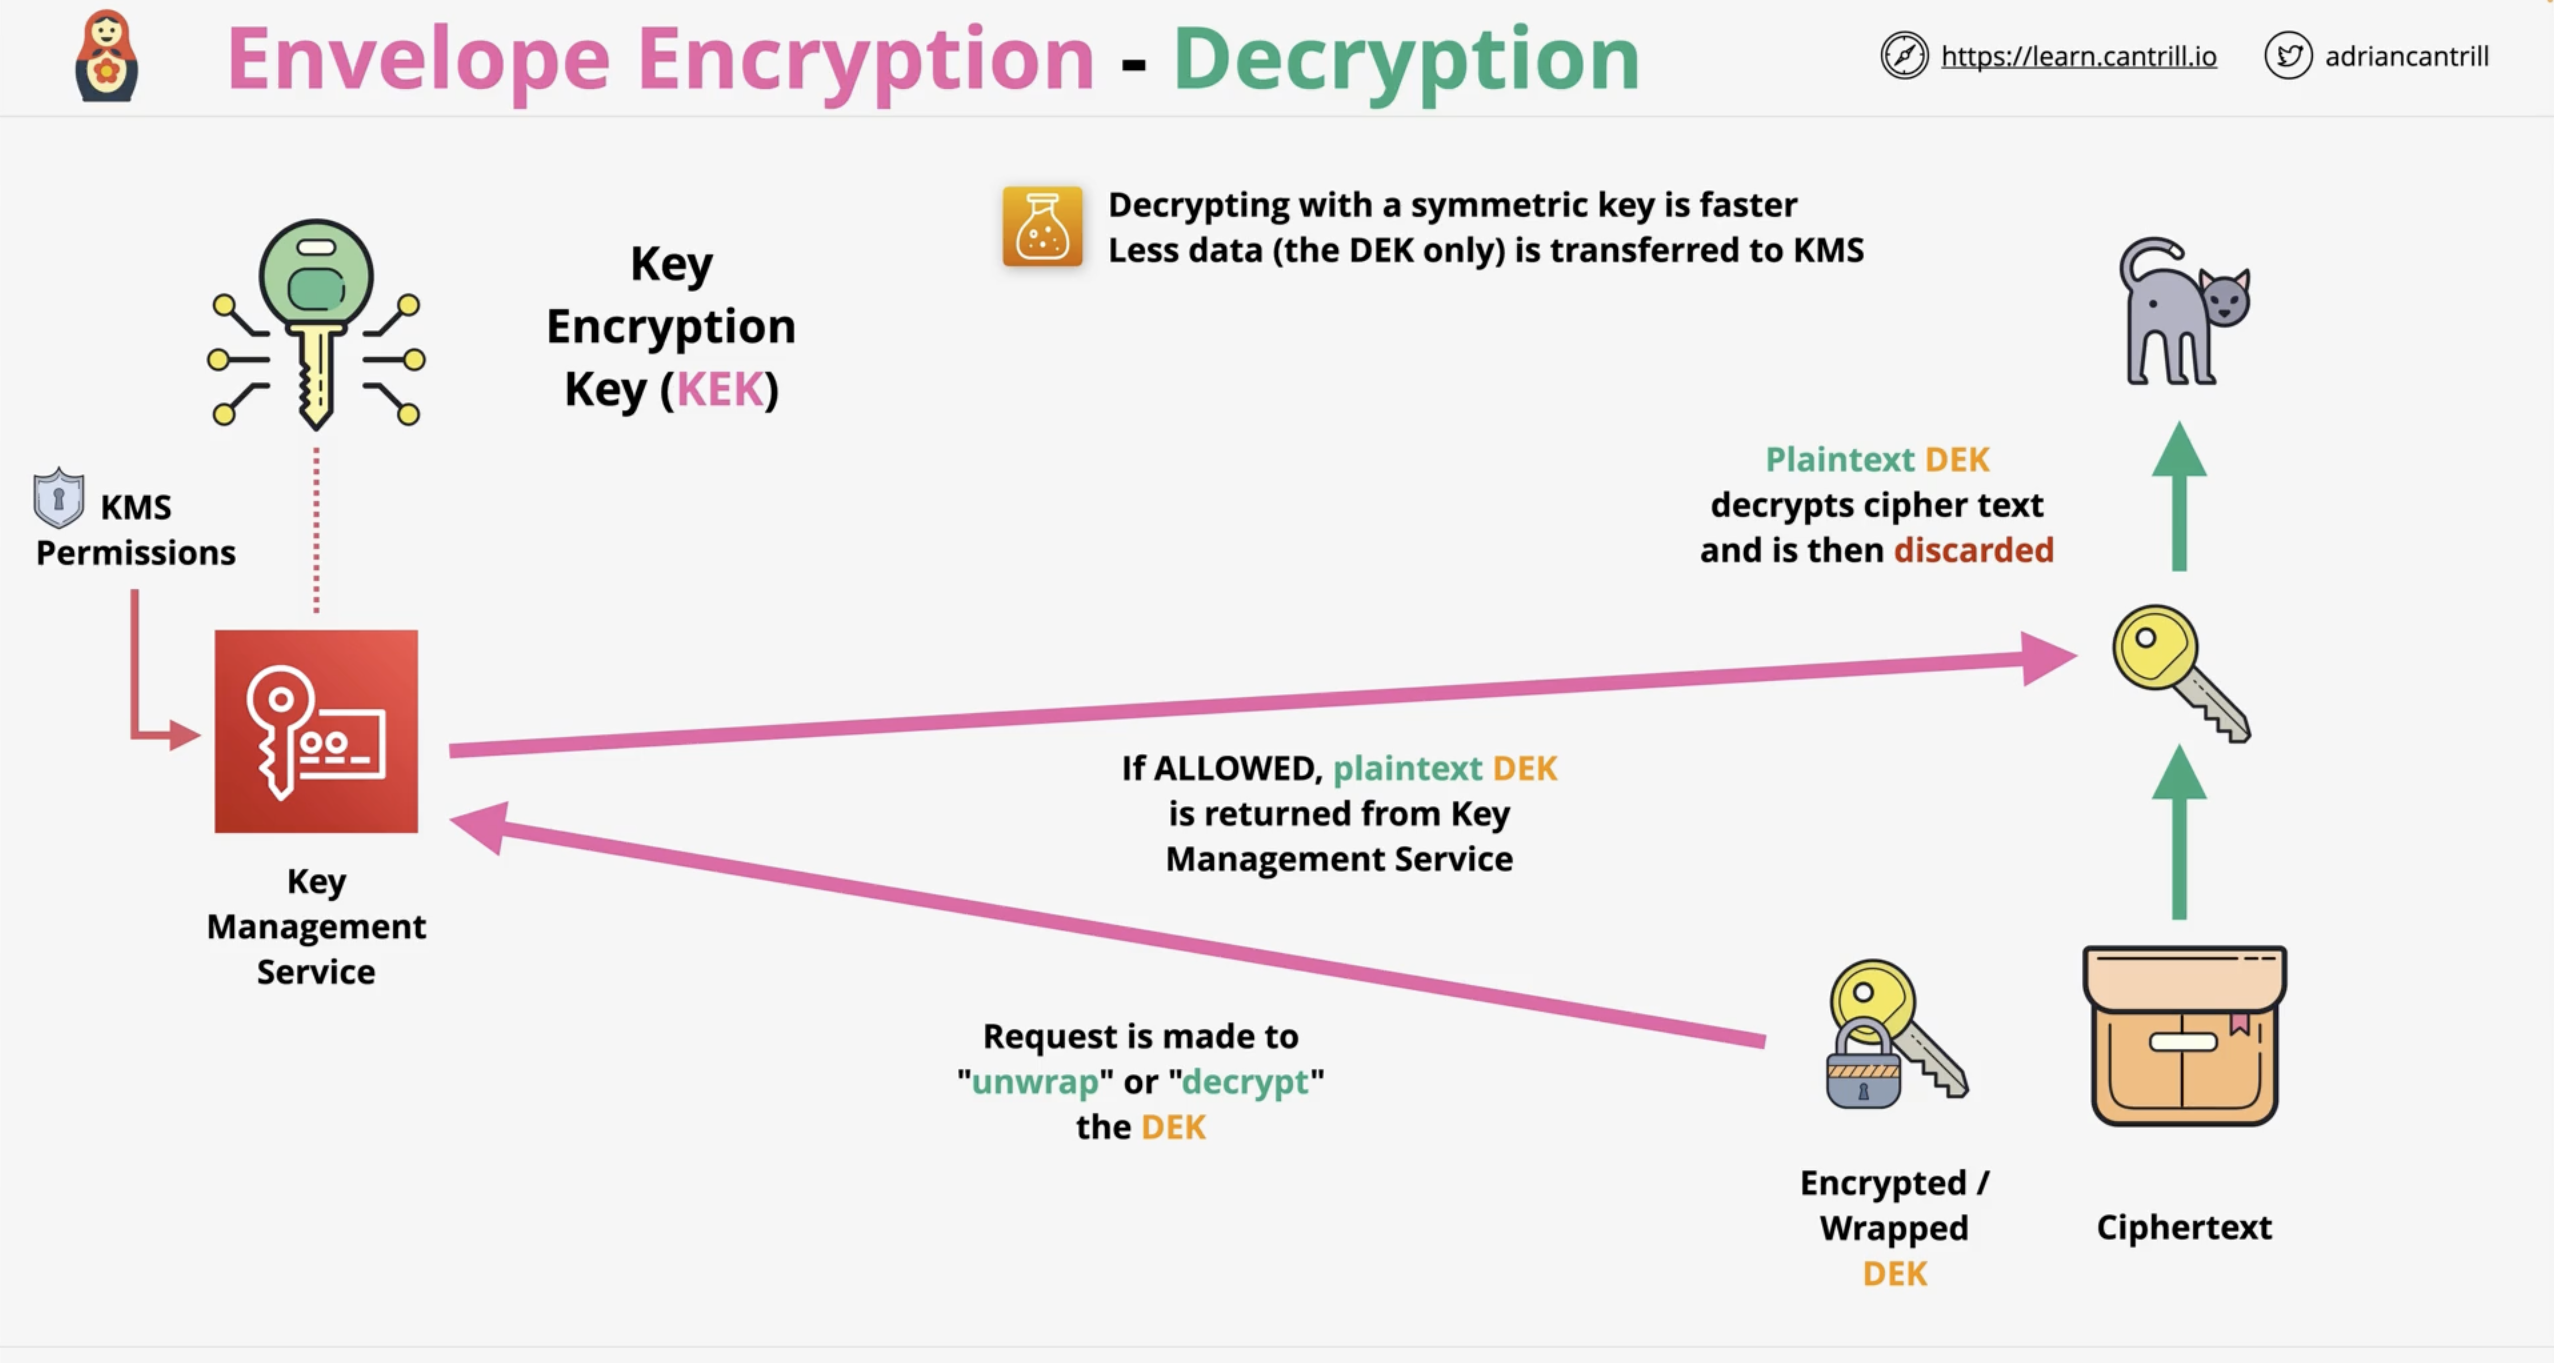 Envelope Encryption - Decryption
https://learn.cantrill.io
adriancantrill
Decrypting with a symmetric key is faster
Less data (the DEK only) is transferred to KMS
Key
Encryption
Key (KEK)
KMS
Permissions
Plaintext DEK
decrypts cipher text
and is then discarded
If ALLOWED, plaintext DEK
is returned from Key
Management Service
Key
Management
Service
Request is made to
"unwrap" or "decrypt"
the DEK
Encrypted /
Wrapped
DEK
Ciphertext